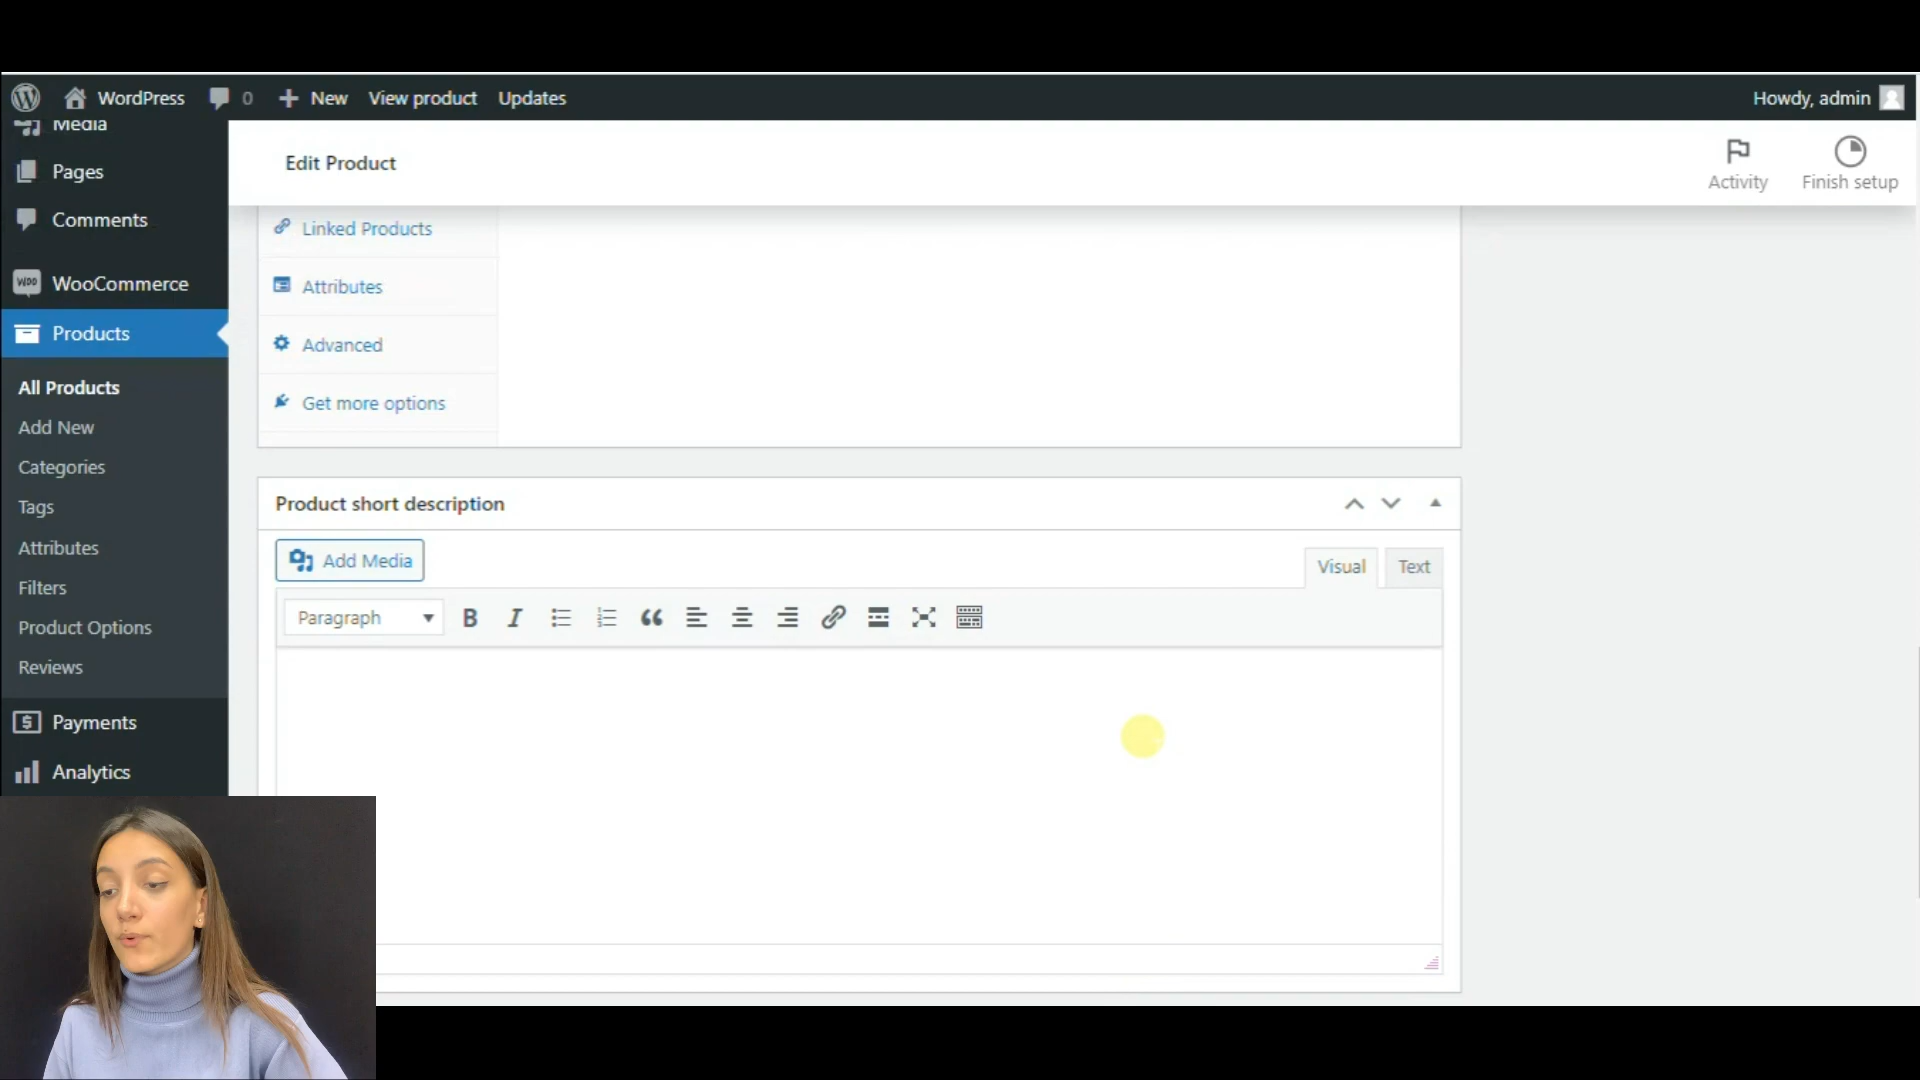 WordPress 0 New View product Updates Howdy, admin
Media
Pages
Comments
WOO WooCommerce
Products
All Products
Add New
Categories
Tags
Attributes
Filters
Product Options
Reviews
Payments
Analytics
Edit Product
Activity
Finish setup
Linked Products
Attributes
Advanced
Get more options
Product short description
Add Media
Visual Text
Paragraph